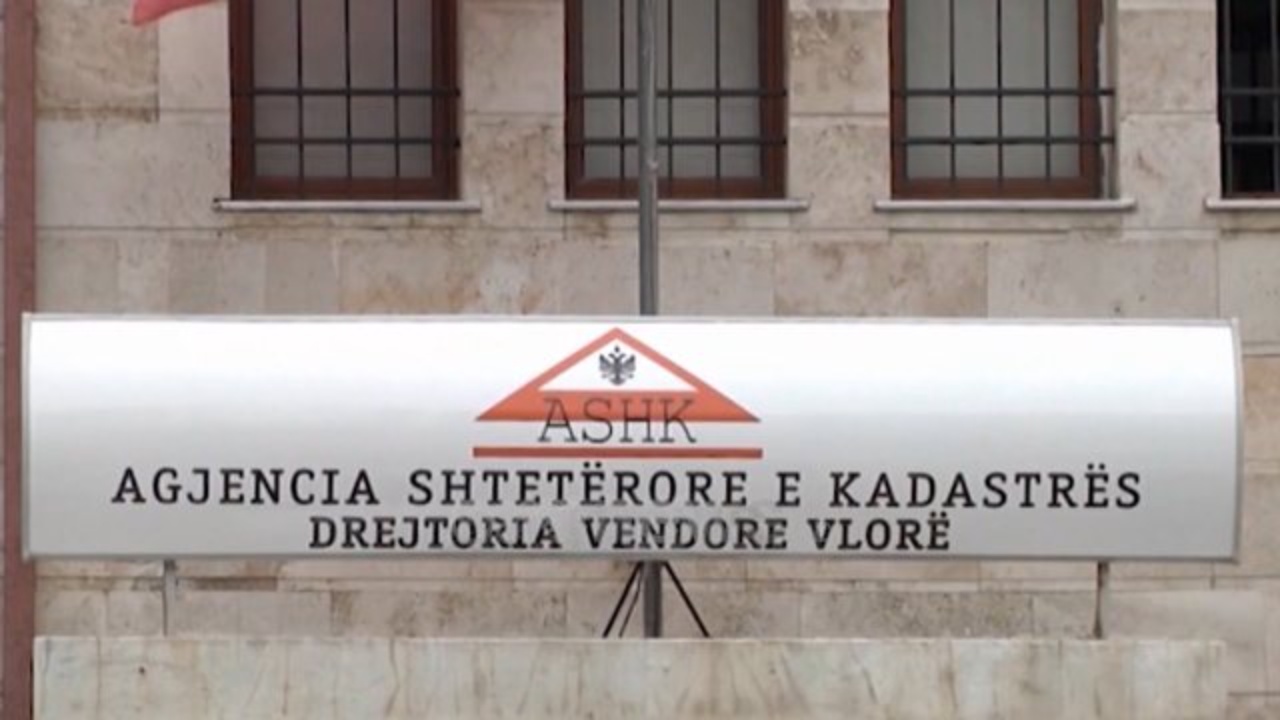 ASHK
AGJENCIA SHTETËRORE E KADASTRËS
DREJTORIA VENDORE VLORË